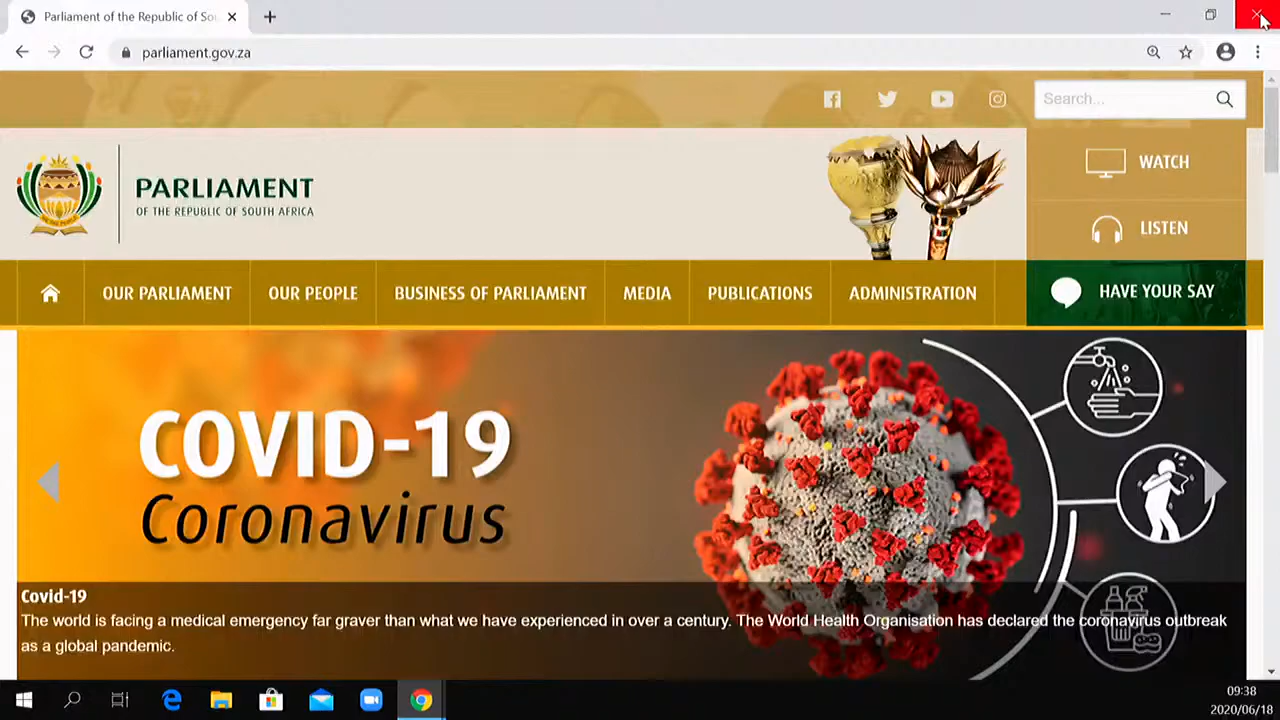 Parliament of the Republic of Sou
parliament.gov.za
Search...
WATCH
PARLIAMENT
OF THE REPUBLIC OF SOUTH AFRICA
LISTEN
OUR PARLIAMENT
OUR PEOPLE
BUSINESS OF PARLIAMENT
MEDIA
PUBLICATIONS
ADMINISTRATION
HAVE YOUR SAY
COVID-19
Coronavirus
Covid-19
The world is facing a medical emergency far graver than what we have experienced in over a century. The World Health Organisation has declared the coronavirus outbreak
as a global pandemic.
09:38
2020/06/18